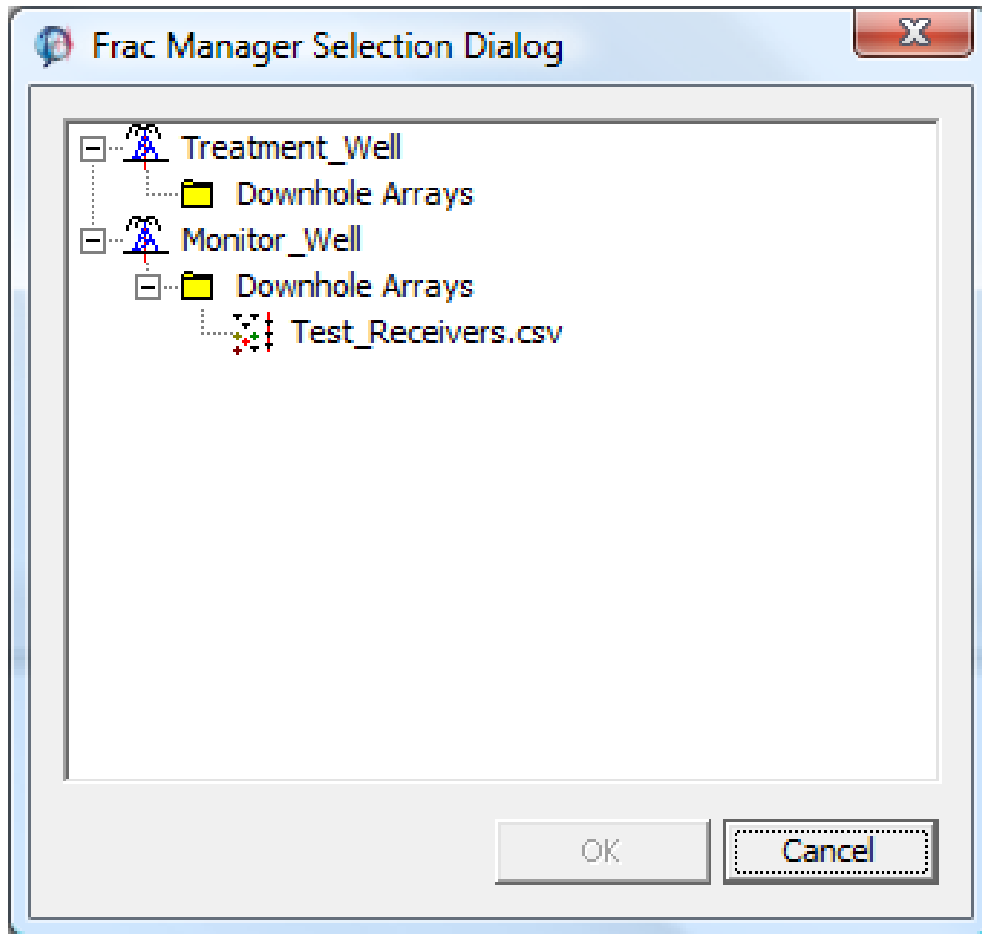 Frac Manager Selection Dialog
Treatment_Well
Downhole Arrays
Monitor_Well
Downhole Arrays
Test_Receivers.csv
OK
Cancel